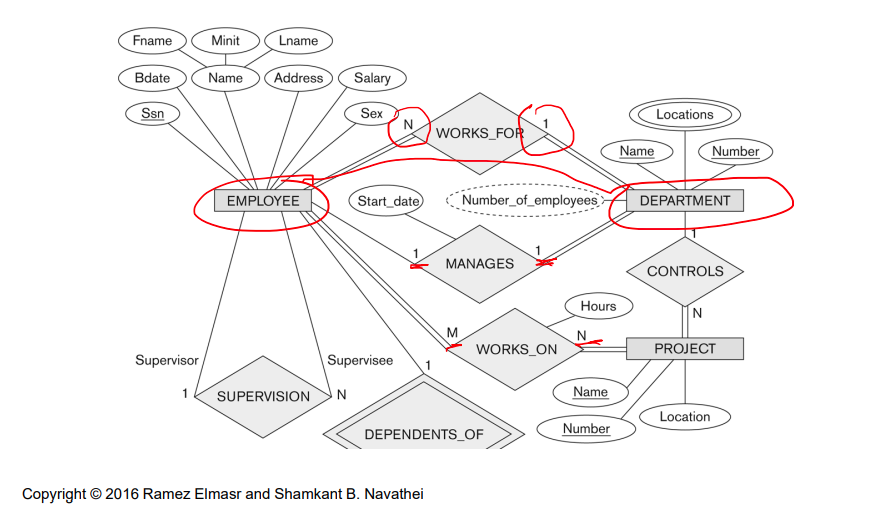 Fname Minit Lname
Bdate Name Address Salary
Ssn Sex N WORKS_FOR 1 Locations
Name Number
EMPLOYEE Start_date Number_of_employees DEPARTMENT
1 MANAGES 1 1
CONTROLS
Hours N
M WORKS_ON N PROJECT
Supervisor Supervisee
1 SUPERVISION N 1 Name
Location
Number
DEPENDENTS_OF
Copyright © 2016 Ramez Elmasr and Shamkant B. Navathei